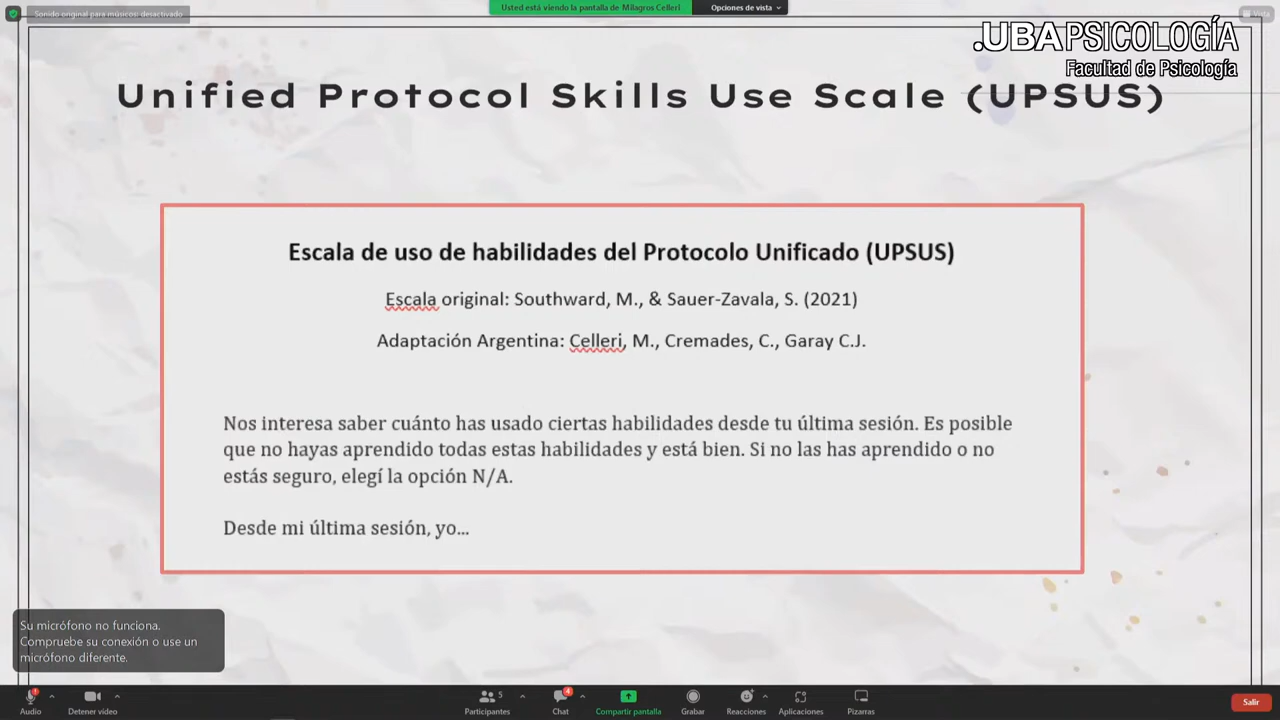 Sonido original para músicos: desactivado
Usted está viendo la pantalla de Milagros Celleri
Opciones de vista
Vista
.UBAPSICOLOGÍA
Facultad de Psicología
Unified Protocol Skills Use Scale (UPSUS)
Escala de uso de habilidades del Protocolo Unificado (UPSUS)
Escala original: Southward, M., & Sauer-Zavala, S. (2021)
Adaptación Argentina: Celleri, M., Cremades, C., Garay C.J.
Nos interesa saber cuánto has usado ciertas habilidades desde tu última sesión. Es posible
que no hayas aprendido todas estas habilidades y está bien. Si no las has aprendido o no
estás seguro, elegí la opción N/A.
Desde mi última sesión, yo...
Su micrófono no funciona.
Compruebe su conexión o use un
micrófono diferente.
Audio
Detener video
Participantes
5
Chat
4
Compartir pantalla
Grabar
Reacciones
Aplicaciones
Pizarras
Salir